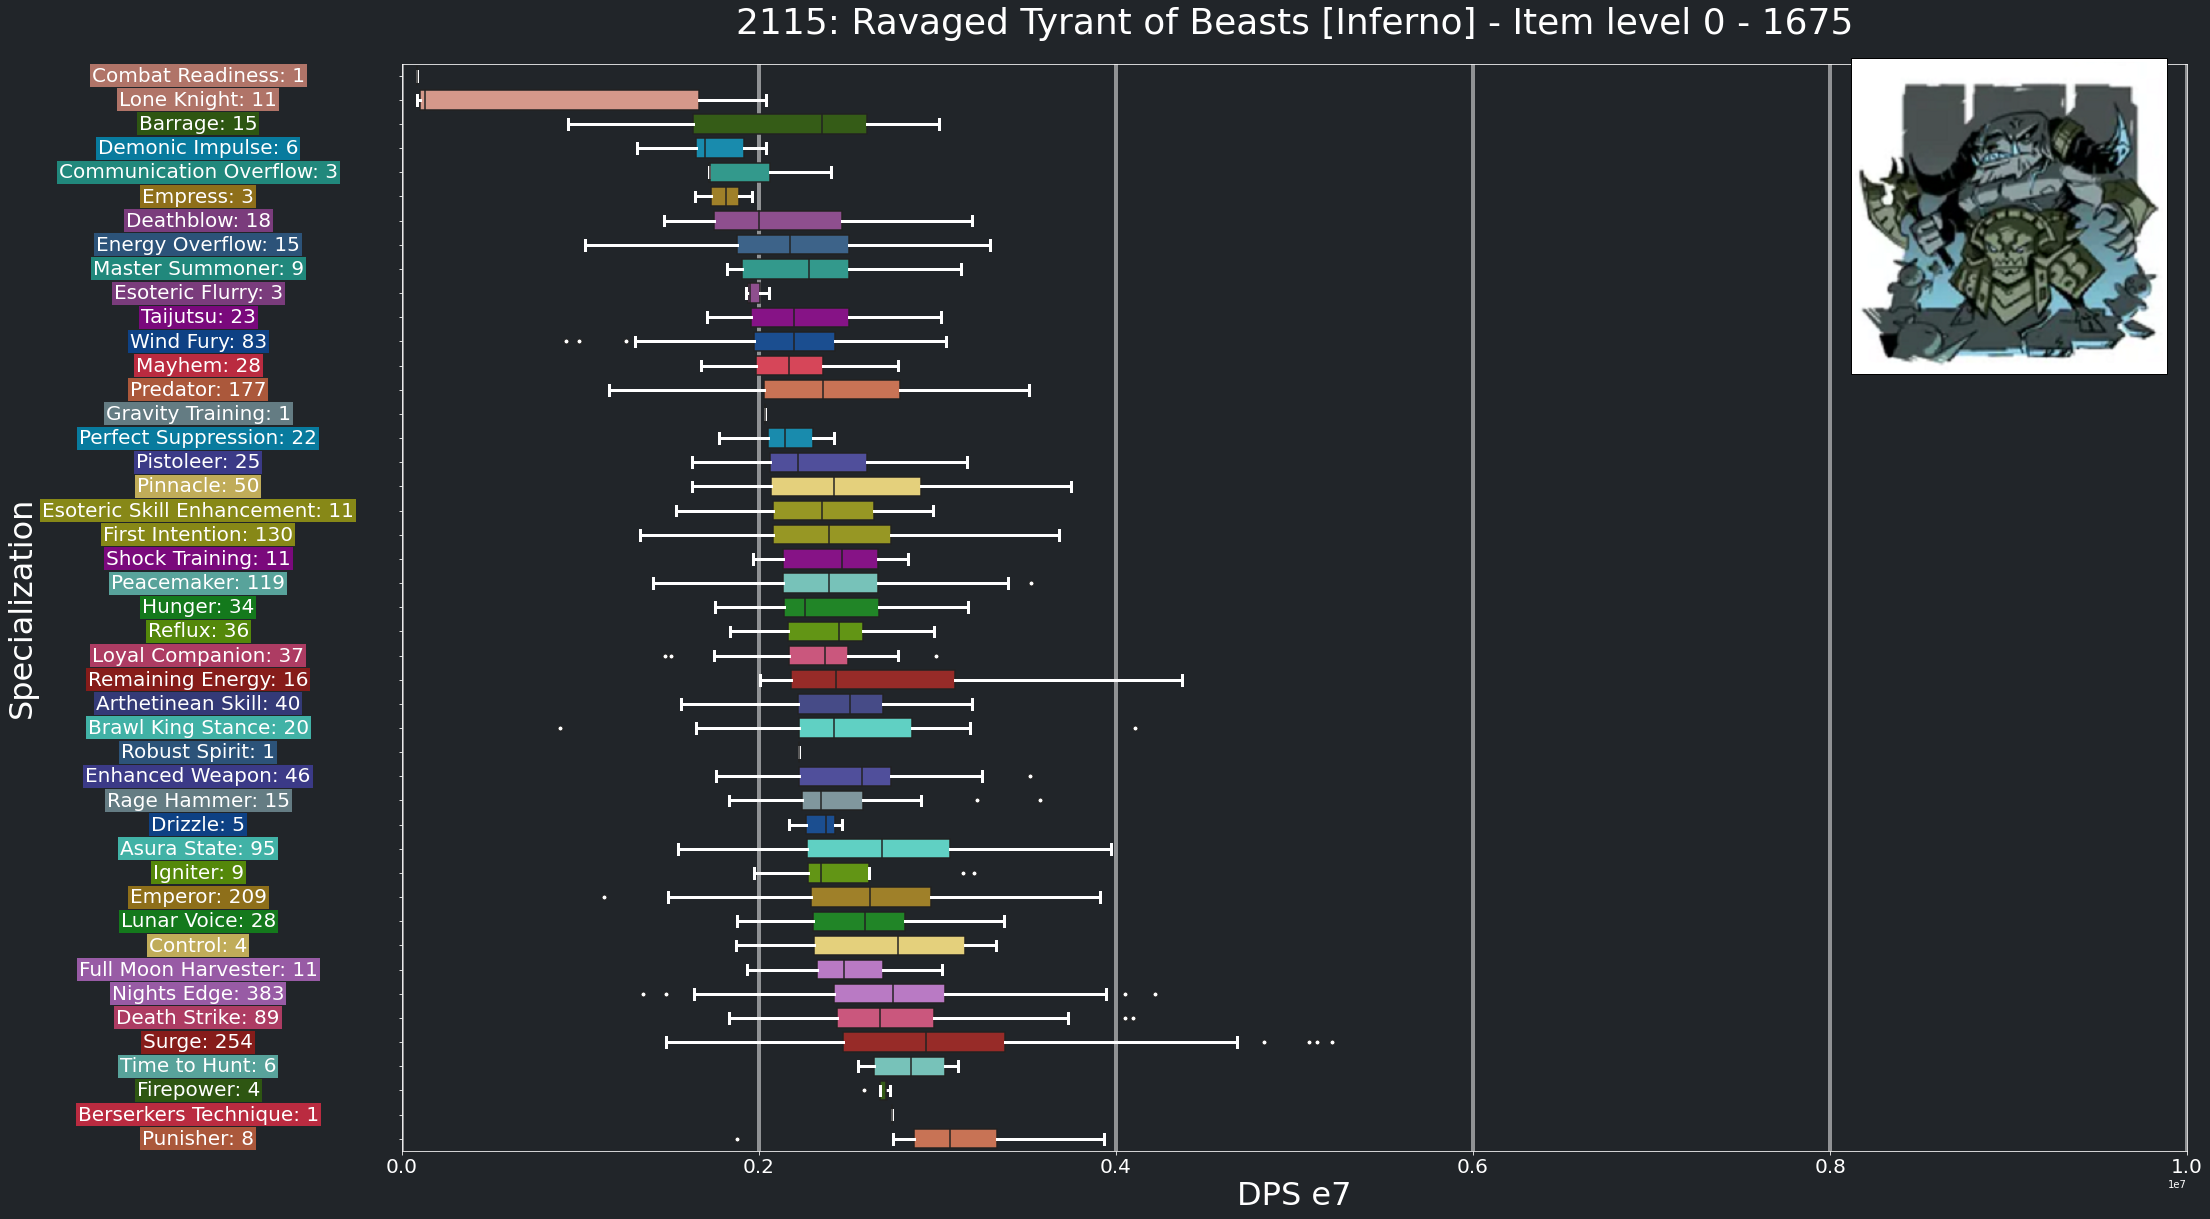 2115: Ravaged Tyrant of Beasts [Inferno] - Item level 0 - 1675
Combat Readiness: 1
Lone Knight: 11
Barrage: 15
Demonic Impulse: 6
Communication Overflow: 3
Empress: 3
Deathblow: 18
Energy Overflow: 15
Master Summoner: 9
Esoteric Flurry: 3
Taijutsu: 23
Wind Fury: 83
Mayhem: 28
Predator: 177
Gravity Training: 1
Perfect Suppression: 22
Pistoleer: 25
Pinnacle: 50
Esoteric Skill Enhancement: 11
First Intention: 130
Shock Training: 11
Peacemaker: 119
Hunger: 34
Reflux: 36
Loyal Companion: 37
Remaining Energy: 16
Arthetinean Skill: 40
Brawl King Stance: 20
Robust Spirit: 1
Enhanced Weapon: 46
Rage Hammer: 15
Drizzle: 5
Asura State: 95
Igniter: 9
Emperor: 209
Lunar Voice: 28
Control: 4
Full Moon Harvester: 11
Nights Edge: 383
Death Strike: 89
Surge: 254
Time to Hunt: 6
Firepower: 4
Berserkers Technique: 1
Punisher: 8
Specialization
0.0 0.2 0.4 0.6 0.8 1.0
1e7
DPS e7